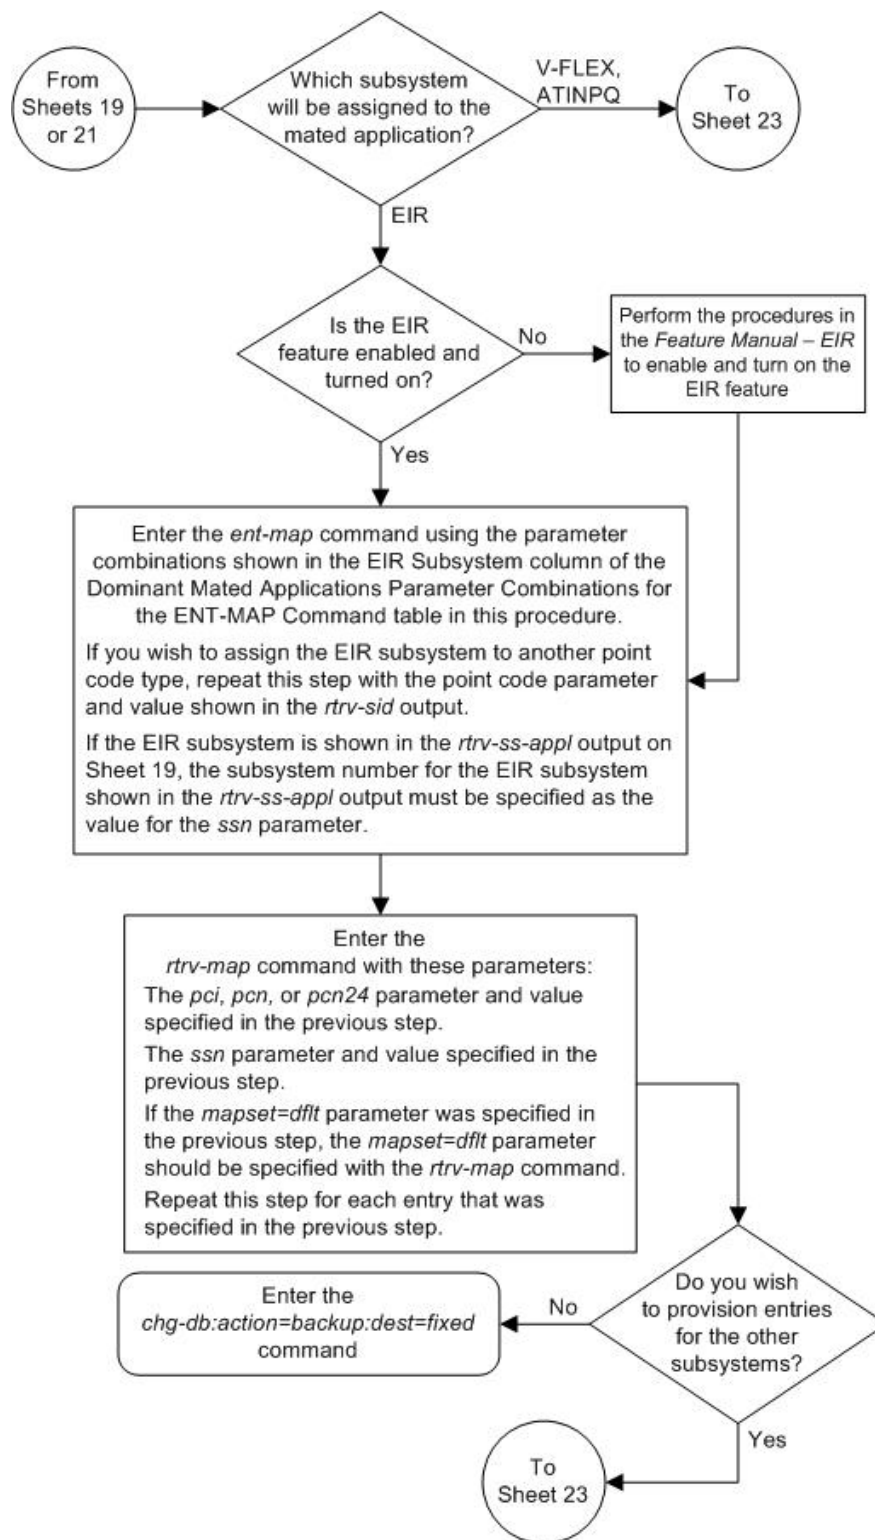 From
Sheets 19
or 21
Which subsystem
will be assigned to the
mated application?
V-FLEX,
ATINPQ
To
Sheet 23
EIR
Is the EIR
feature enabled and
turned on?
No
Perform the procedures in
the Feature Manual – EIR
to enable and turn on the
EIR feature
Yes
Enter the ent-map command using the parameter
combinations shown in the EIR Subsystem column of the
Dominant Mated Applications Parameter Combinations for
the ENT-MAP Command table in this procedure.
If you wish to assign the EIR subsystem to another point
code type, repeat this step with the point code parameter
and value shown in the rtrv-sid output.
If the EIR subsystem is shown in the rtrv-ss-appl output on
Sheet 19, the subsystem number for the EIR subsystem
shown in the rtrv-ss-appl output must be specified as the
value for the ssn parameter.
Enter the
rtrv-map command with these parameters:
The pci, pcn, or pcn24 parameter and value
specified in the previous step.
The ssn parameter and value specified in the
previous step.
If the mapset=dflt parameter was specified in
the previous step, the mapset=dflt parameter
should be specified with the rtrv-map command.
Repeat this step for each entry that was
specified in the previous step.
Do you wish
to provision entries
for the other
subsystems?
No
Enter the
chg-db:action=backup:dest=fixed
command
Yes
To
Sheet 23